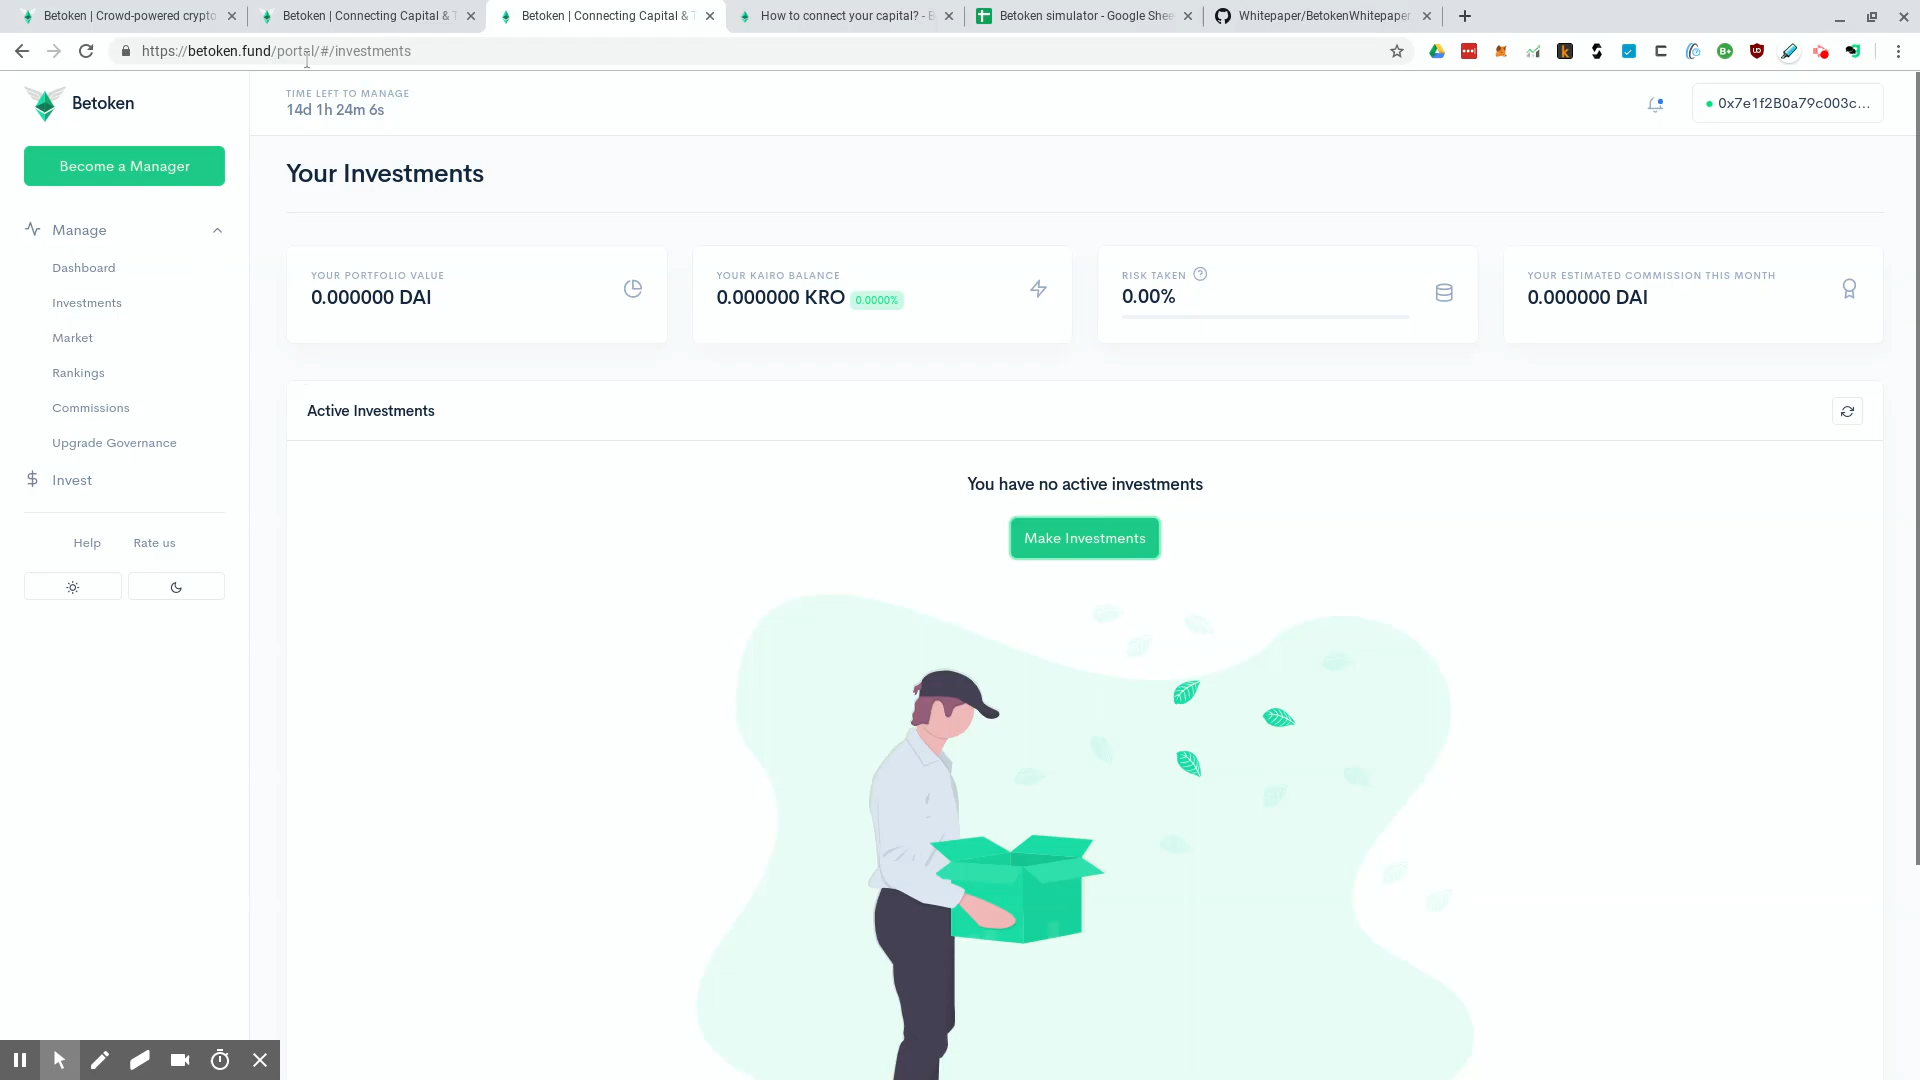 Betoken | Crowd-powered crypto
Betoken | Connecting Capital & T
Betoken | Connecting Capital & T
How to connect your capital? - B
Betoken simulator - Google Shee
Whitepaper/BetokenWhitepaper
https://betoken.fund/portal/#/investments
Betoken
TIME LEFT TO MANAGE
14d 1h 24m 6s
0x7e1f2B0a79c003c...
Become a Manager
Manage
Dashboard
Investments
Market
Rankings
Commissions
Upgrade Governance
Invest
Help
Rate us
Your Investments
YOUR PORTFOLIO VALUE
0.000000 DAI
YOUR KAIRO BALANCE
0.000000 KRO 0.0000%
RISK TAKEN ?
0.00%
YOUR ESTIMATED COMMISSION THIS MONTH
0.000000 DAI
Active Investments
You have no active investments
Make Investments